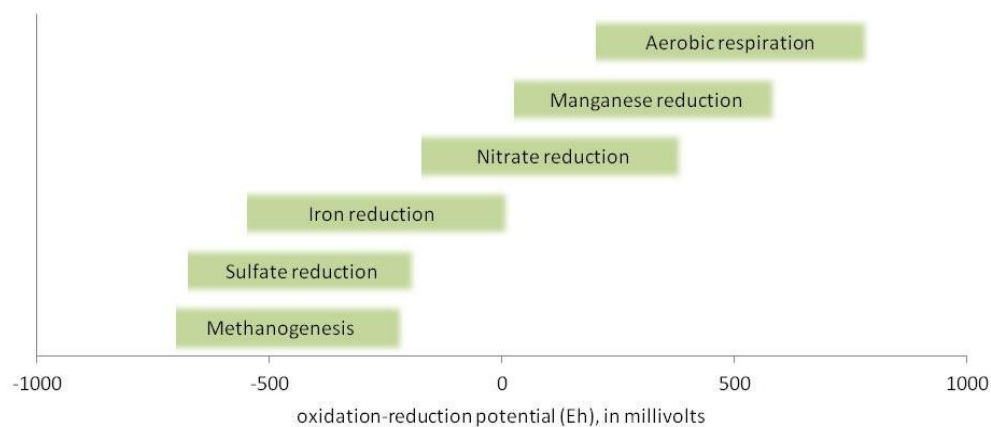 Aerobic respiration
Manganese reduction
Nitrate reduction
Iron reduction
Sulfate reduction
Methanogenesis
-1000 -500 0 500 1000
oxidation-reduction potential (Eh), in millivolts